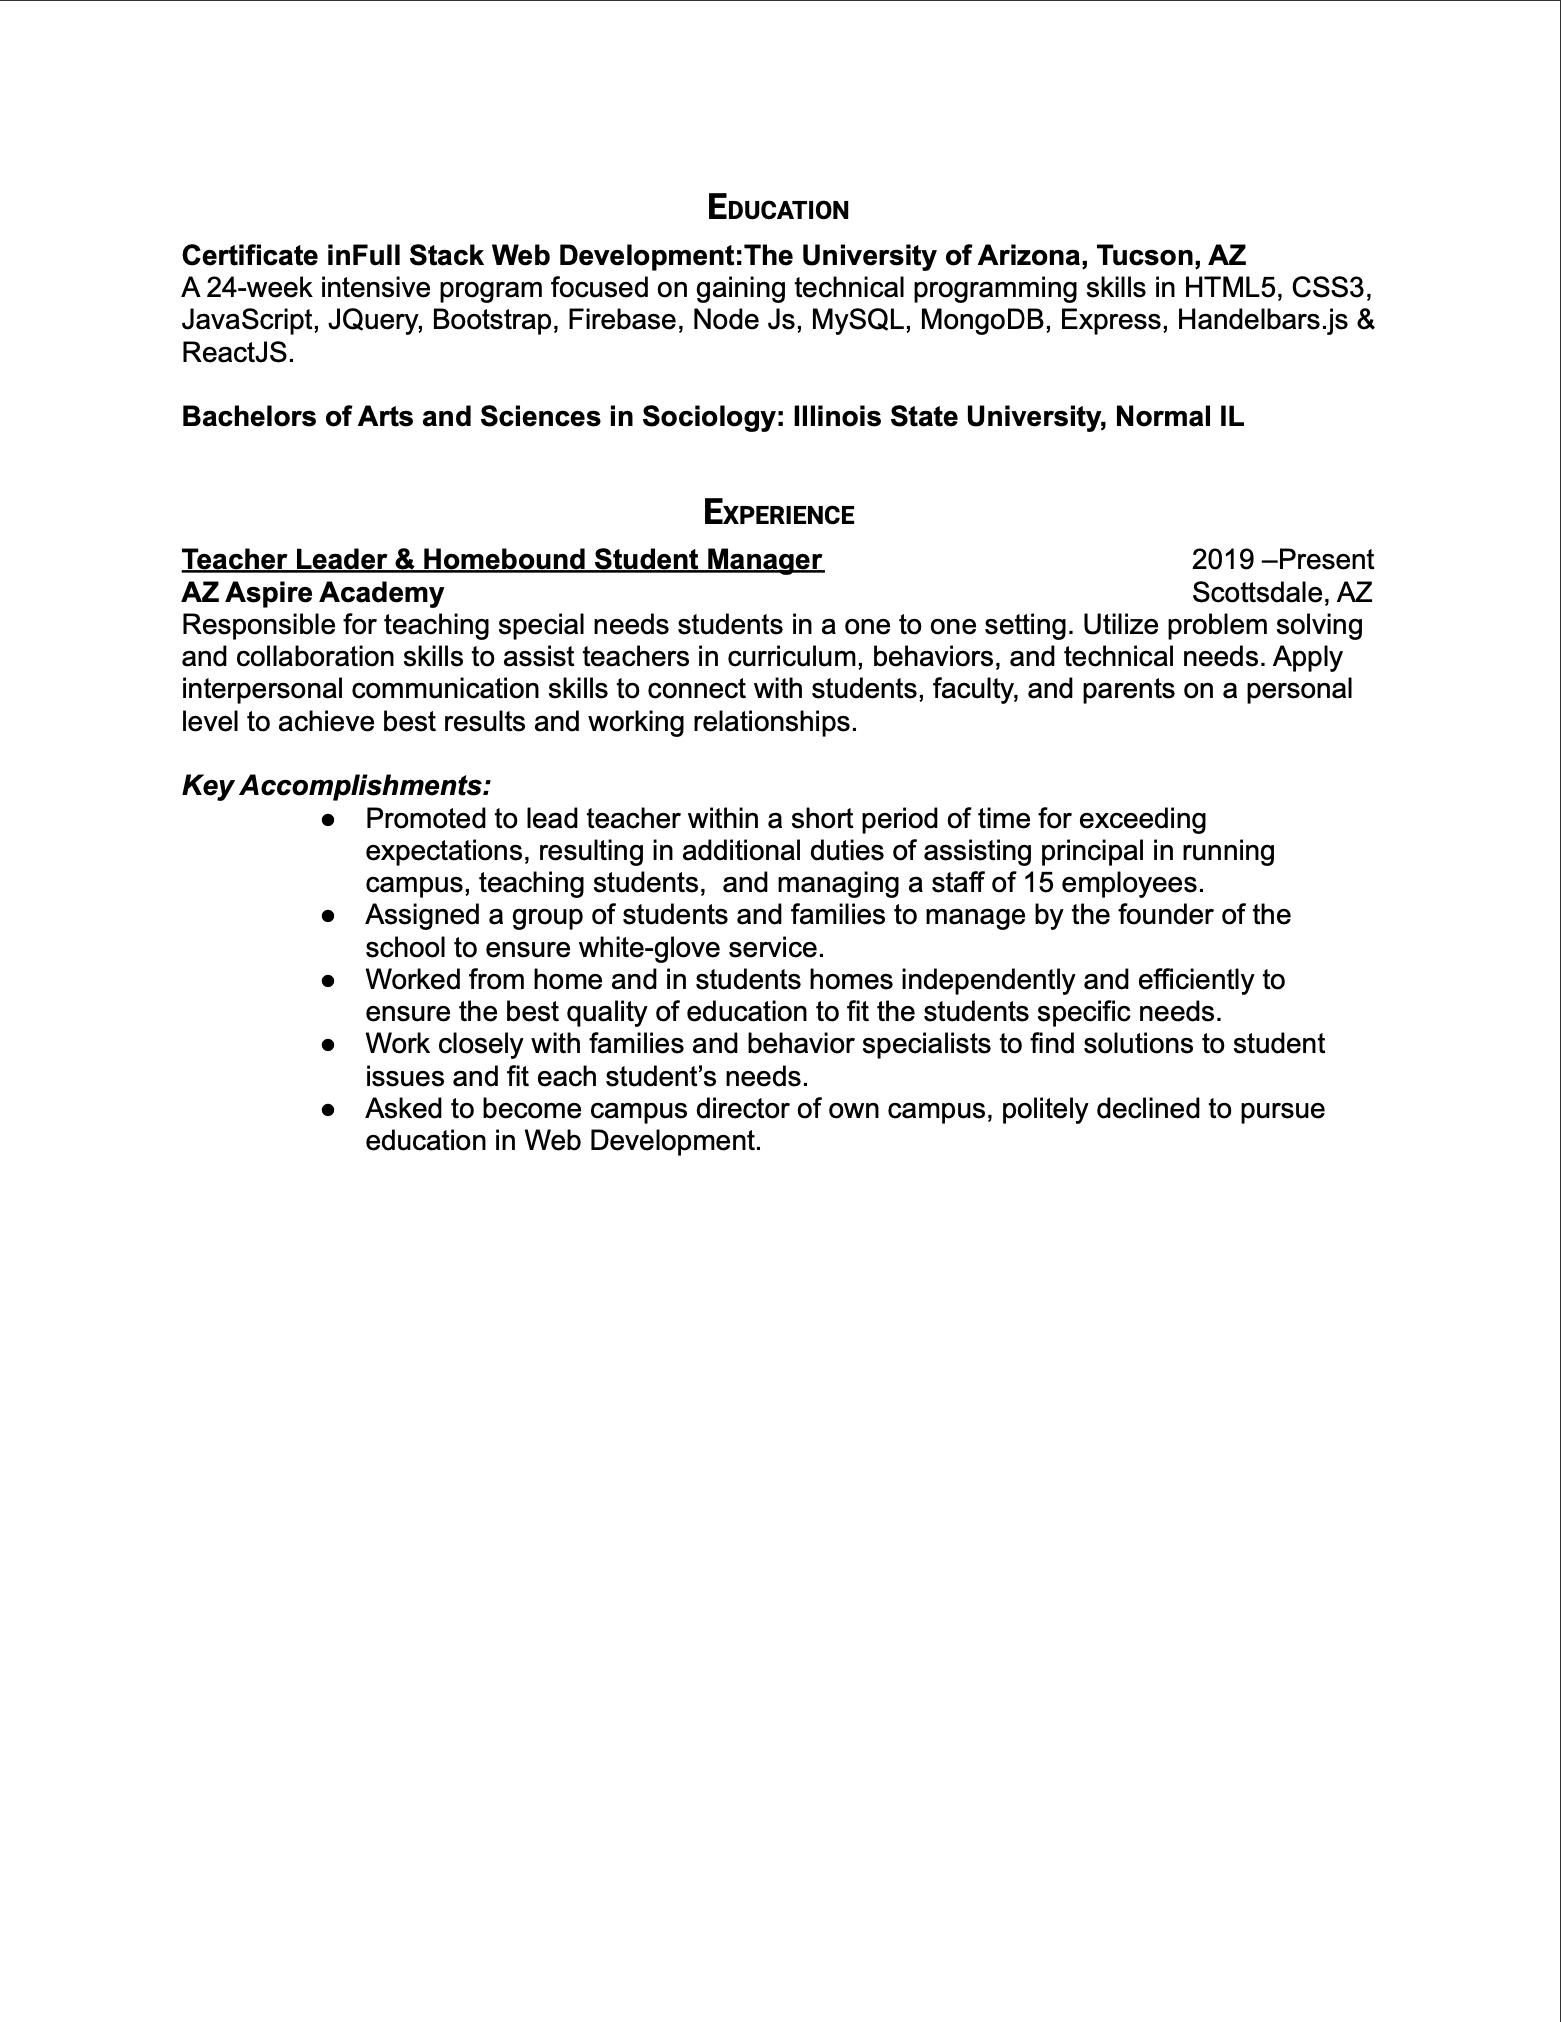 EDUCATION
Certificate inFull Stack Web Development:The University of Arizona, Tucson, AZ
A 24-week intensive program focused on gaining technical programming skills in HTML5, CSS3,
JavaScript, JQuery, Bootstrap, Firebase, Node Js, MySQL, MongoDB, Express, Handelbars.js &
ReactJS.
Bachelors of Arts and Sciences in Sociology: Illinois State University, Normal IL
EXPERIENCE
Teacher Leader & Homebound Student Manager 2019 –Present
AZ Aspire Academy Scottsdale, AZ
Responsible for teaching special needs students in a one to one setting. Utilize problem solving
and collaboration skills to assist teachers in curriculum, behaviors, and technical needs. Apply
interpersonal communication skills to connect with students, faculty, and parents on a personal
level to achieve best results and working relationships.
Key Accomplishments:
● Promoted to lead teacher within a short period of time for exceeding
expectations, resulting in additional duties of assisting principal in running
campus, teaching students,  and managing a staff of 15 employees.
● Assigned a group of students and families to manage by the founder of the
school to ensure white-glove service.
● Worked from home and in students homes independently and efficiently to
ensure the best quality of education to fit the students specific needs.
● Work closely with families and behavior specialists to find solutions to student
issues and fit each student’s needs.
● Asked to become campus director of own campus, politely declined to pursue
education in Web Development.